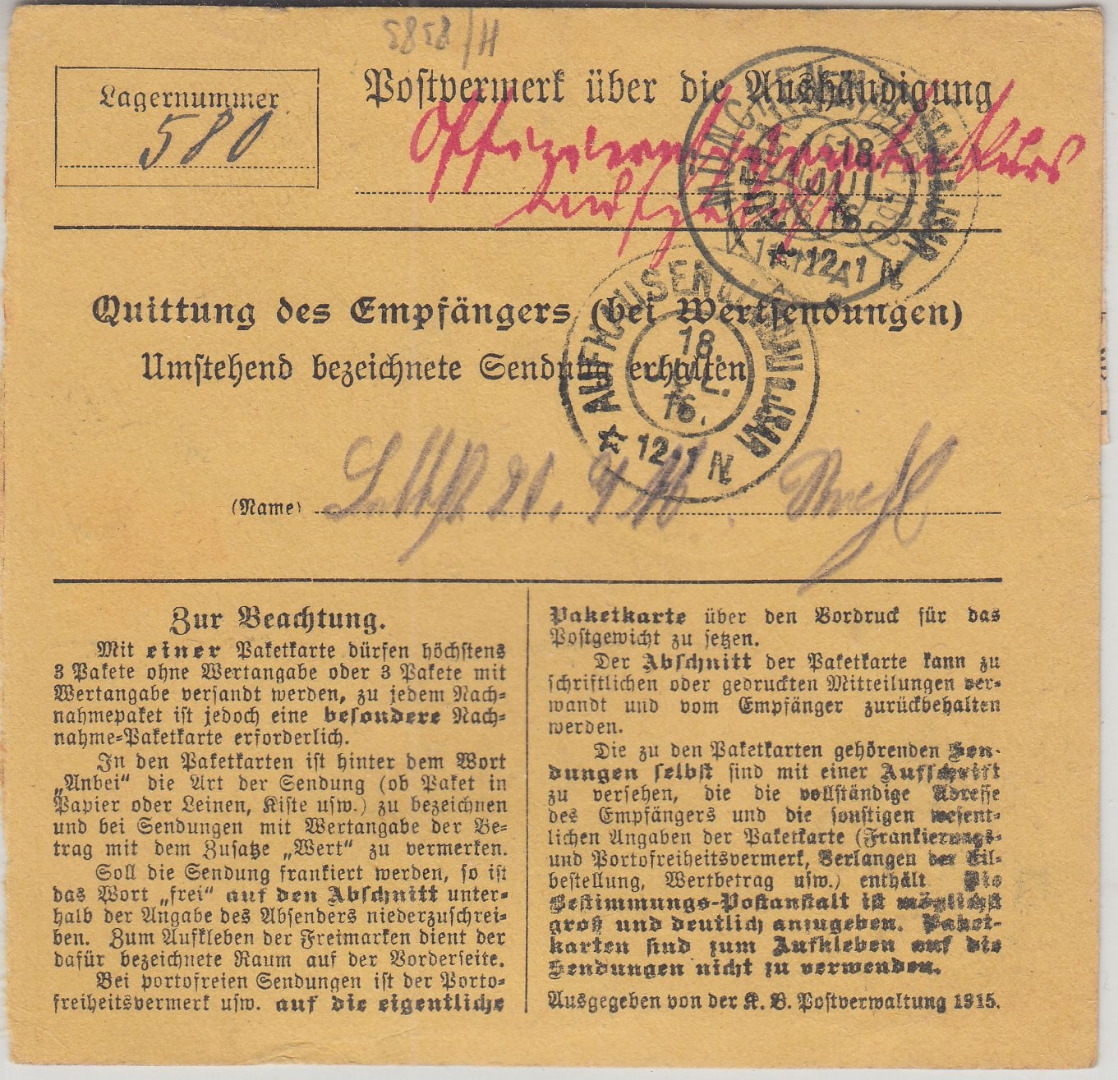 5858/H
Lagernummer
580
Postvermerk über die Aushändigung
MÜNCHEN
18
JUL.
16
12-1 N.
Quittung des Empfängers (bei Wertsendungen)
Umstehend bezeichnete Sendung erhalten
AUFHAUSEN
18.
JUL.
16.
12-1 N.
(Name)
Zur Beachtung.
Mit einer Paketkarte dürfen höchstens
3 Pakete ohne Wertangabe oder 3 Pakete mit
Wertangabe versandt werden, zu jedem Nach-
nahmepaket ist jedoch eine besondere Nach-
nahme-Paketkarte erforderlich.
In den Paketkarten ist hinter dem Wort
„Anbei“ die Art der Sendung (ob Paket in
Papier oder Leinen, Kiste usw.) zu bezeichnen
und bei Sendungen mit Wertangabe der Be-
trag mit dem Zusatze „Wert“ zu vermerken.
Soll die Sendung frankiert werden, so ist
das Wort „frei“ auf den Abschnitt unter-
halb der Angabe des Absenders niederzuschrei-
ben. Zum Aufkleben der Freimarken dient der
dafür bezeichnete Raum auf der Vorderseite.
Bei portofreien Sendungen ist der Porto-
freiheitsvermerk usw. auf die eigentliche
Paketkarte über den Vordruck für das
Postgewicht zu setzen.
Der Abschnitt der Paketkarte kann zu
schriftlichen oder gedruckten Mitteilungen ver-
wandt und vom Empfänger zurückbehalten
werden.
Die zu den Paketkarten gehörenden Sen-
dungen selbst sind mit einer Aufschrift
zu versehen, die die vollständige Adresse
des Empfängers und die sonstigen wesent-
lichen Angaben der Paketkarte (Frankierungs-
und Portofreiheitsvermerk, Verlangen der Eil-
bestellung, Wertbetrag usw.) enthält. Die
Bestimmungs-Postanstalt ist möglichst
groß und deutlich anzugeben. Paket-
karten sind zum Aufkleben auf die
Sendungen nicht zu verwenden.
Ausgegeben von der K. B. Postverwaltung 1915.